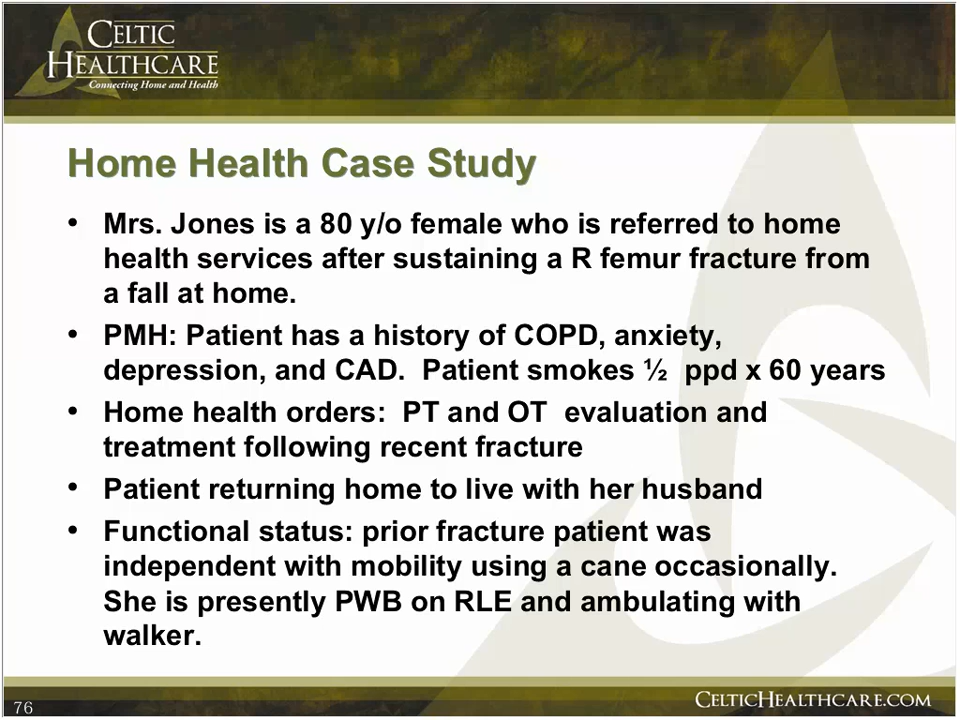 CELTIC
HEALTHCARE
Connecting Home and Health
Home Health Case Study
• Mrs. Jones is a 80 y/o female who is referred to home
health services after sustaining a R femur fracture from
a fall at home.
• PMH: Patient has a history of COPD, anxiety,
depression, and CAD.  Patient smokes ½  ppd x 60 years
• Home health orders:  PT and OT  evaluation and
treatment following recent fracture
• Patient returning home to live with her husband
• Functional status: prior fracture patient was
independent with mobility using a cane occasionally.
She is presently PWB on RLE and ambulating with
walker.
76
CELTICHEALTHCARE.COM